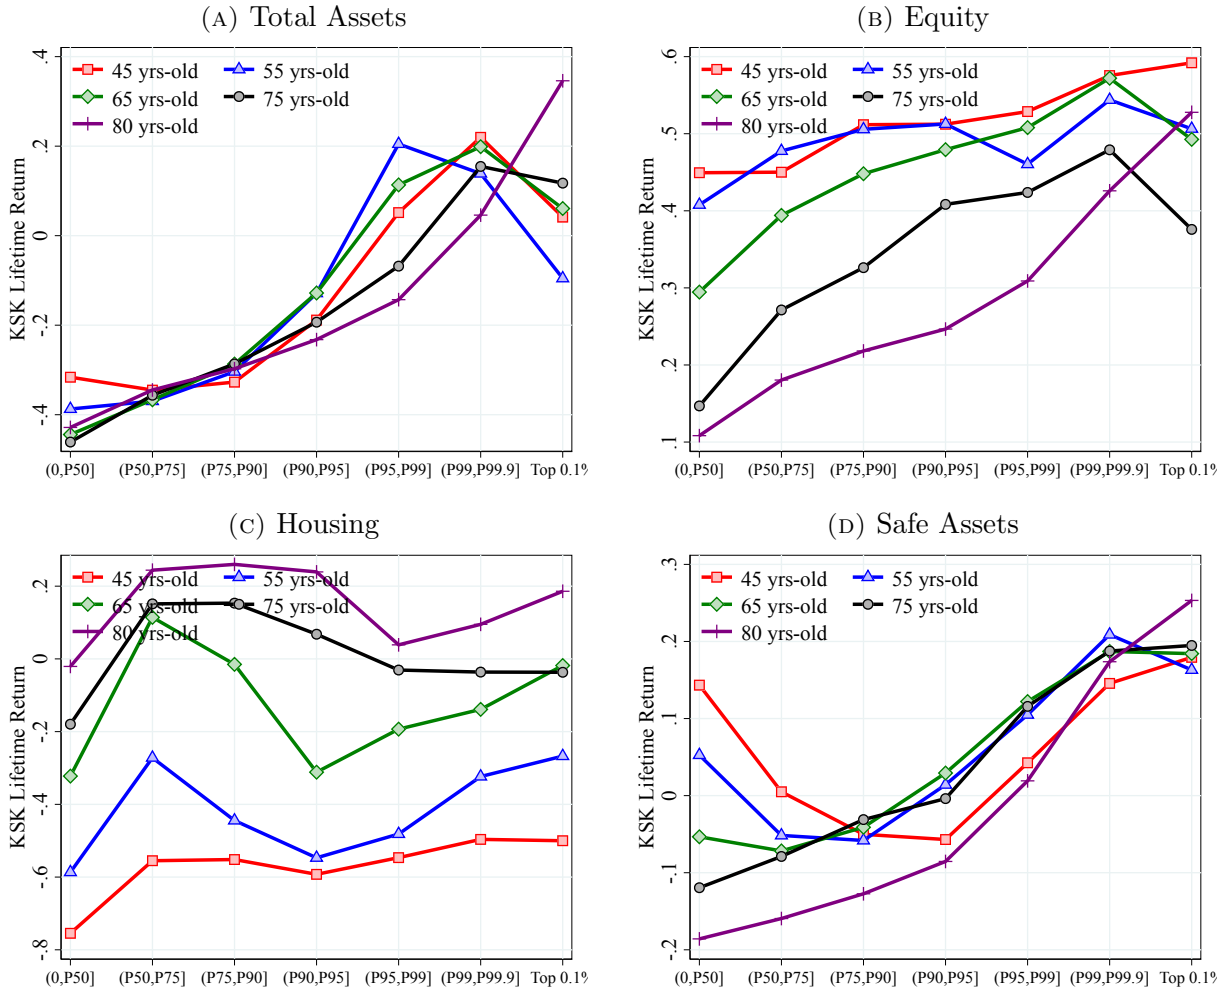 (A) Total Assets
KSK Lifetime Return
.4
.2
0
-.2
-.4
45 yrs-old
55 yrs-old
65 yrs-old
75 yrs-old
80 yrs-old
(0,P50]
(P50,P75]
(P75,P90]
(P90,P95]
(P95,P99]
(P99,P99.9]
Top 0.1%
(B) Equity
KSK Lifetime Return
.6
.5
.4
.3
.2
.1
45 yrs-old
55 yrs-old
65 yrs-old
75 yrs-old
80 yrs-old
(0,P50]
(P50,P75]
(P75,P90]
(P90,P95]
(P95,P99]
(P99,P99.9]
Top 0.1%
(C) Housing
KSK Lifetime Return
.2
0
-.2
-.4
-.6
-.8
45 yrs-old
55 yrs-old
65 yrs-old
75 yrs-old
80 yrs-old
(0,P50]
(P50,P75]
(P75,P90]
(P90,P95]
(P95,P99]
(P99,P99.9]
Top 0.1%
(D) Safe Assets
KSK Lifetime Return
.3
.2
.1
0
-.1
-.2
45 yrs-old
55 yrs-old
65 yrs-old
75 yrs-old
80 yrs-old
(0,P50]
(P50,P75]
(P75,P90]
(P90,P95]
(P95,P99]
(P99,P99.9]
Top 0.1%